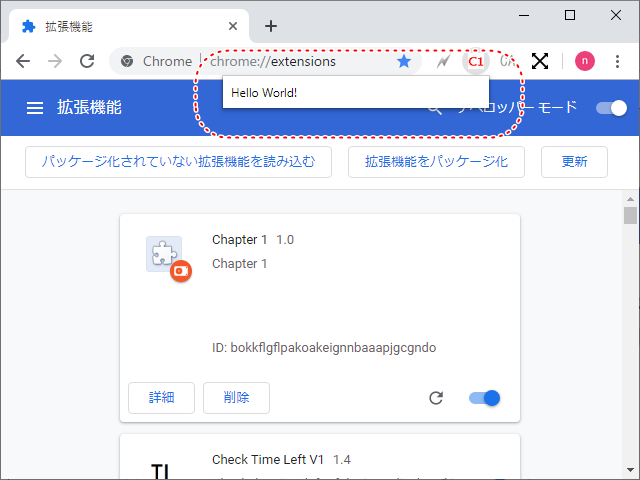 拡張機能
Chrome | chrome://extensions
C1
n
Hello World!
拡張機能
デベロッパー モード
パッケージ化されていない拡張機能を読み込む
拡張機能をパッケージ化
更新
Chapter 1 1.0
Chapter 1
ID: bokkflgflpakoakeignnbaaapjgcgndo
詳細
削除
Check Time Left V1 1.4